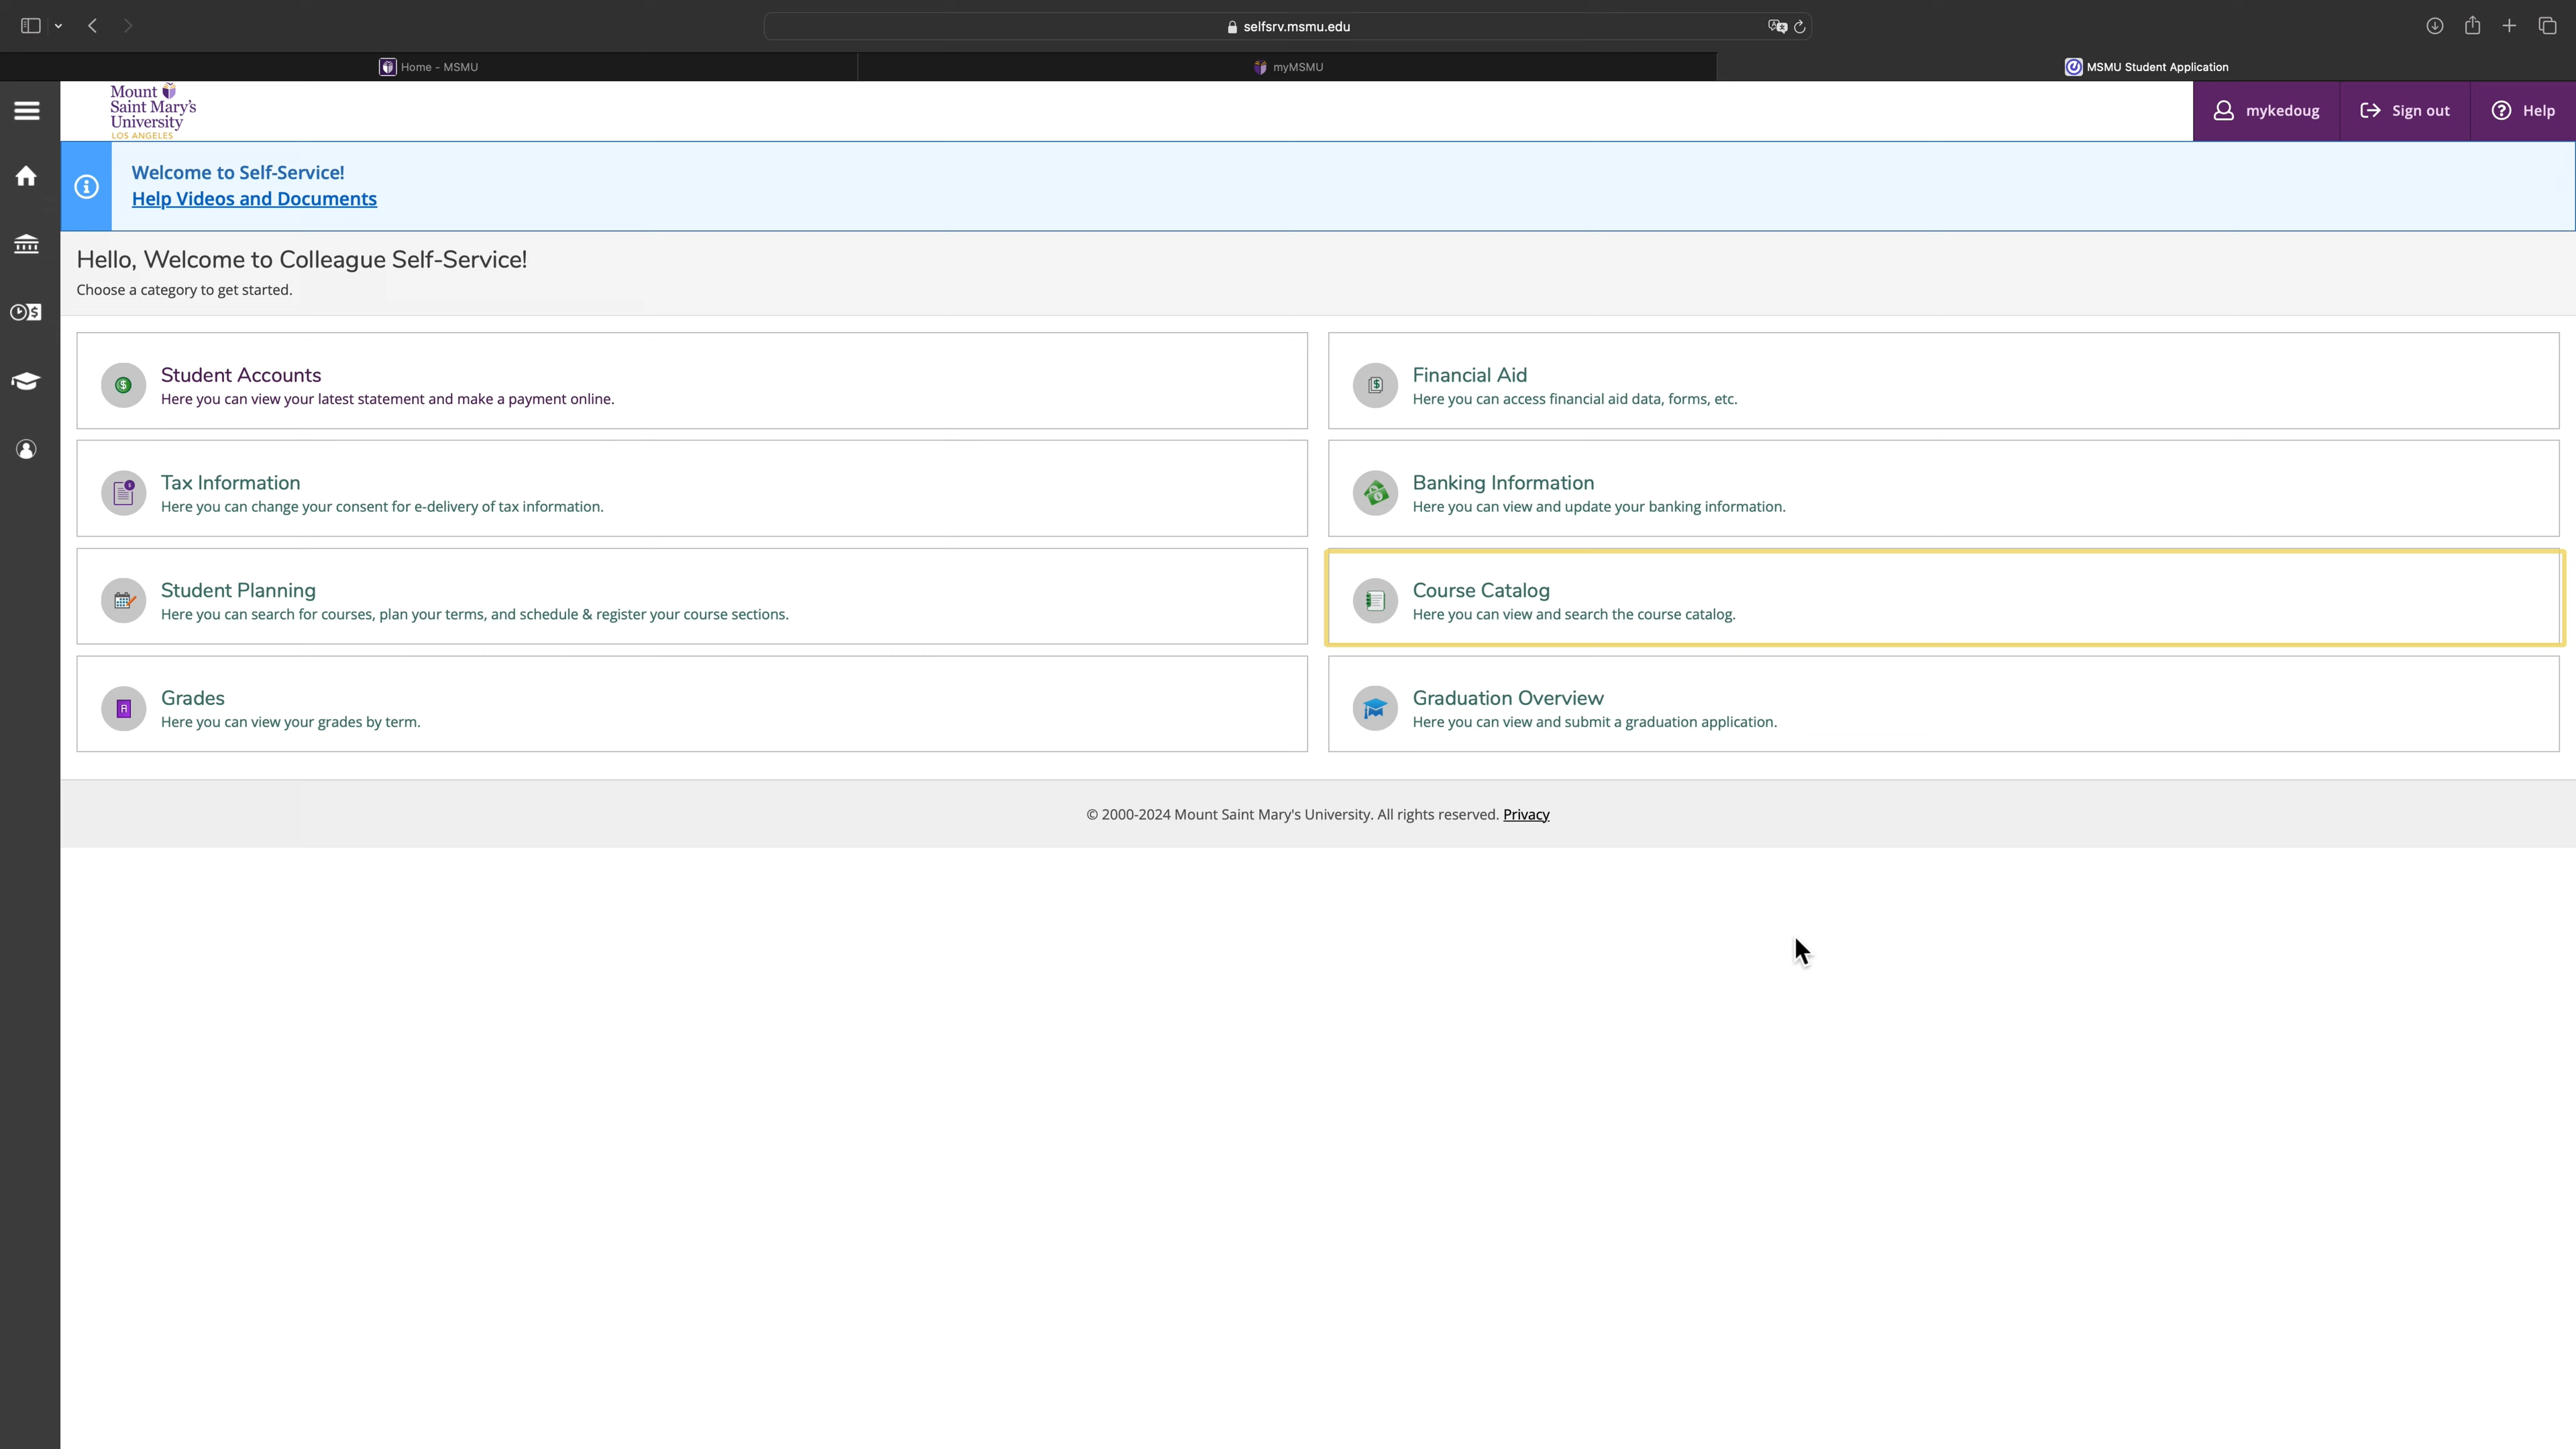 selfsrv.msmu.edu
Home - MSMU
myMSMU
MSMU Student Application
Mount
Saint Mary's
University
LOS ANGELES
mykedoug
Sign out
Help
Welcome to Self-Service!
Help Videos and Documents
Hello, Welcome to Colleague Self-Service!
Choose a category to get started.
Student Accounts
Here you can view your latest statement and make a payment online.
Financial Aid
Here you can access financial aid data, forms, etc.
Tax Information
Here you can change your consent for e-delivery of tax information.
Banking Information
Here you can view and update your banking information.
Student Planning
Here you can search for courses, plan your terms, and schedule & register your course sections.
Course Catalog
Here you can view and search the course catalog.
Grades
Here you can view your grades by term.
Graduation Overview
Here you can view and submit a graduation application.
© 2000-2024 Mount Saint Mary's University. All rights reserved. Privacy